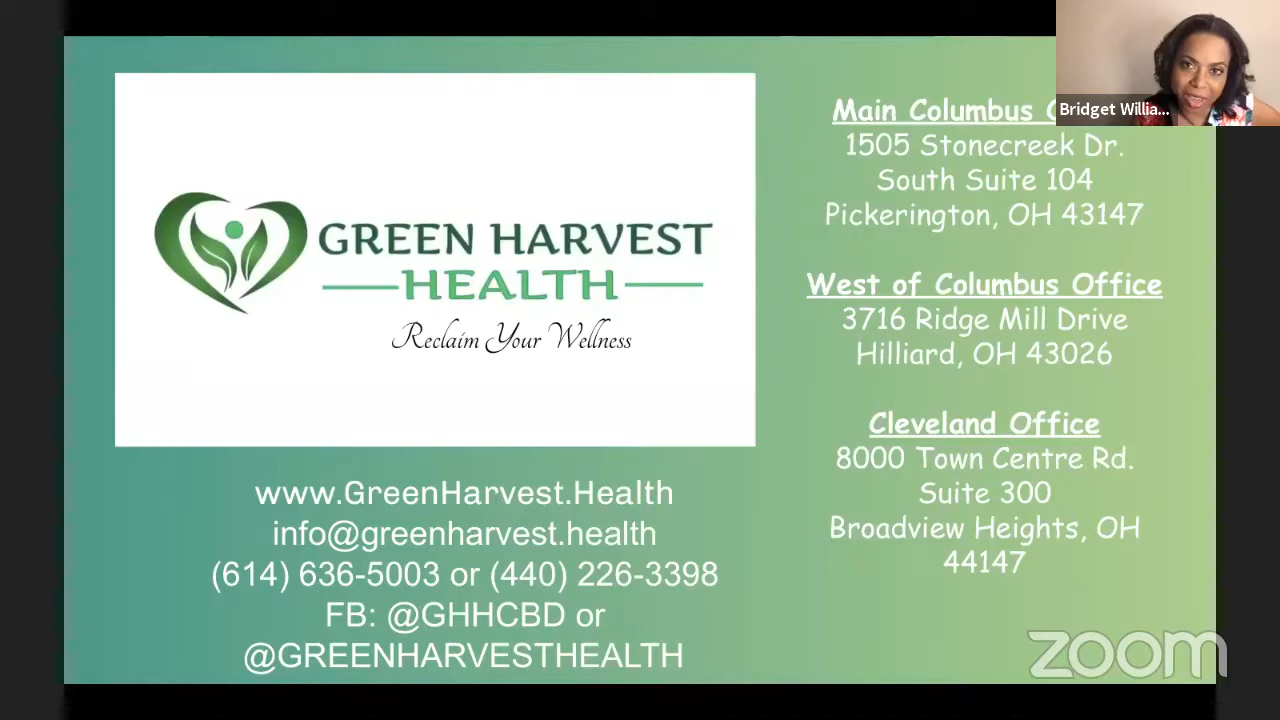 GREEN HARVEST
HEALTH
Reclaim Your Wellness
www.GreenHarvest.Health
info@greenharvest.health
(614) 636-5003 or (440) 226-3398
FB: @GHHCBD or
@GREENHARVESTHEALTH
Main Columbus
1505 Stonecreek Dr.
South Suite 104
Pickerington, OH 43147
West of Columbus Office
3716 Ridge Mill Drive
Hilliard, OH 43026
Cleveland Office
8000 Town Centre Rd.
Suite 300
Broadview Heights, OH
44147
Bridget Willia...
zoom